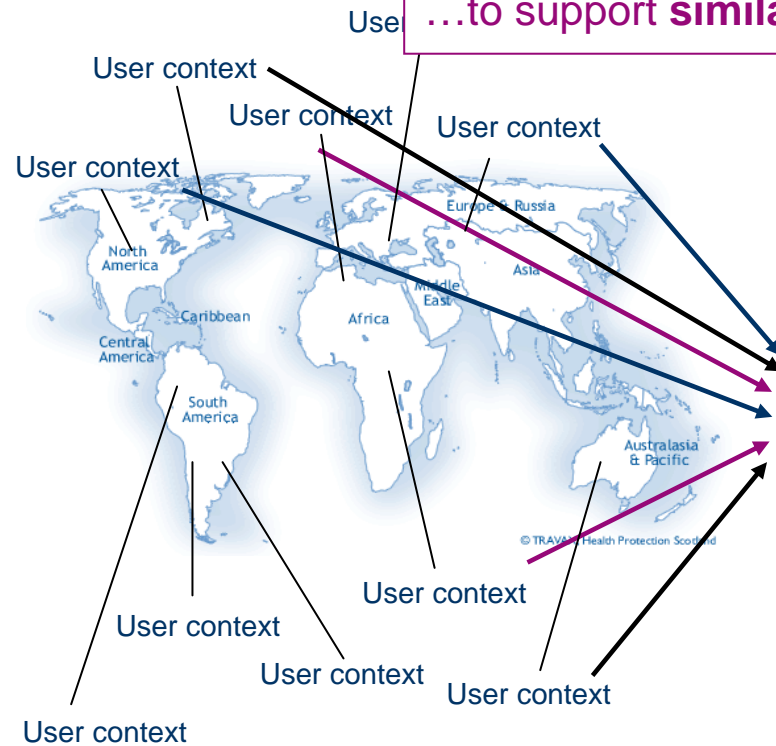 …to support simila
Use
User context
User context
User context
User context
Europe & Russia
North
America
Asia
Middle
East
Caribbean
Africa
Central
America
South
America
Australasia
& Pacific
© TRAVAX, Health Protection Scotland
User context
User context
User context
User context
User context